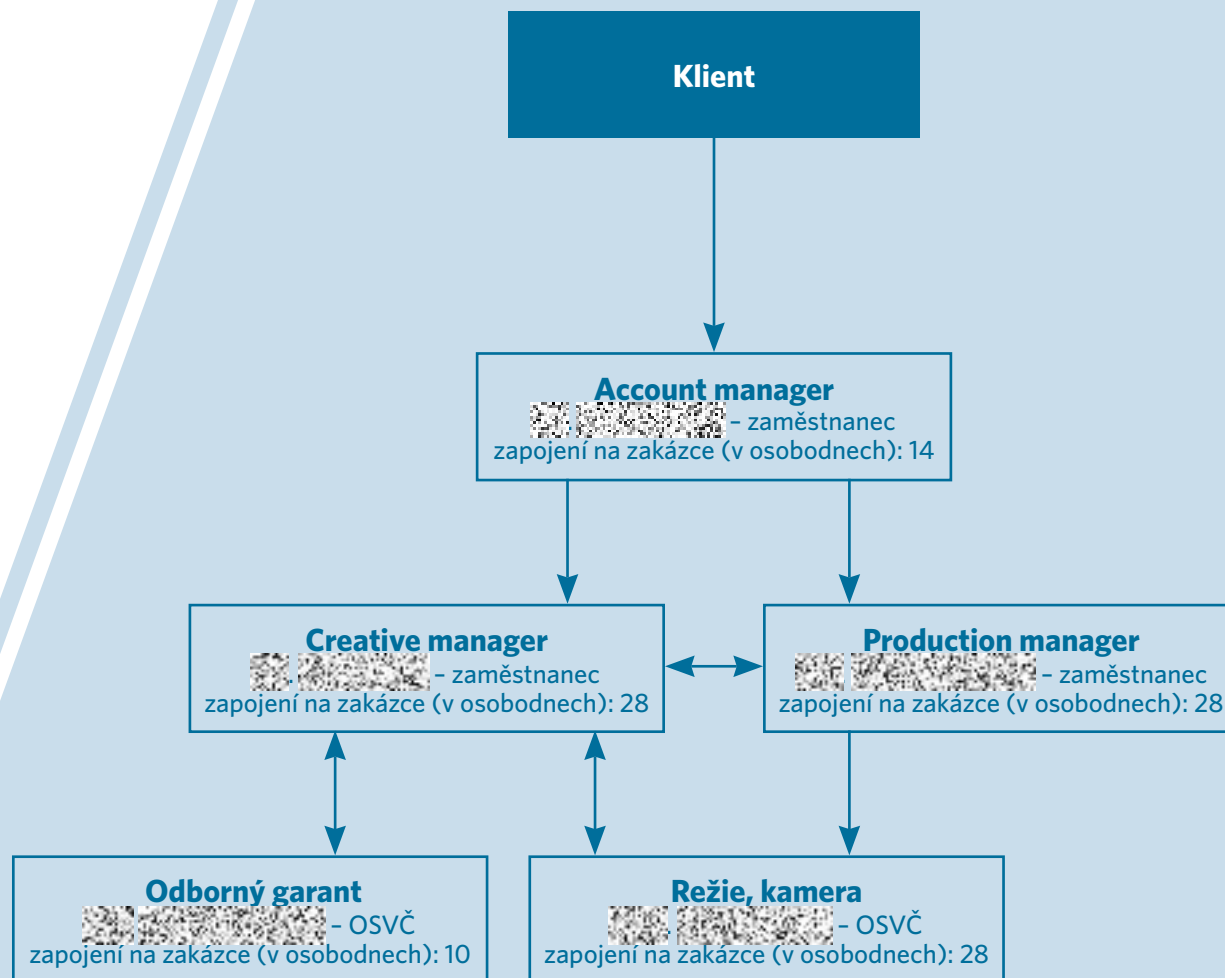 Klient
Account manager
– zaměstnanec
zapojení na zakázce (v osobodnech): 14
Creative manager
– zaměstnanec
zapojení na zakázce (v osobodnech): 28
Production manager
– zaměstnanec
zapojení na zakázce (v osobodnech): 28
Odborný garant
– OSVČ
zapojení na zakázce (v osobodnech): 10
Režie, kamera
– OSVČ
zapojení na zakázce (v osobodnech): 28